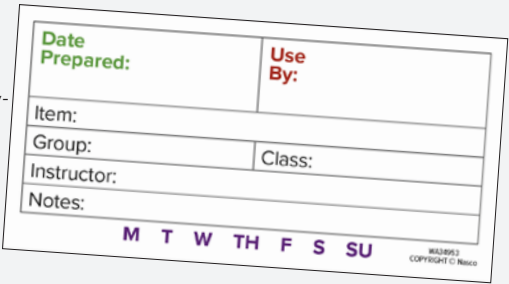 Date
Prepared:
Use
By:
Item:
Group:
Class:
Instructor:
Notes:
M T W TH F S SU
COPYRIGHT © Nasco